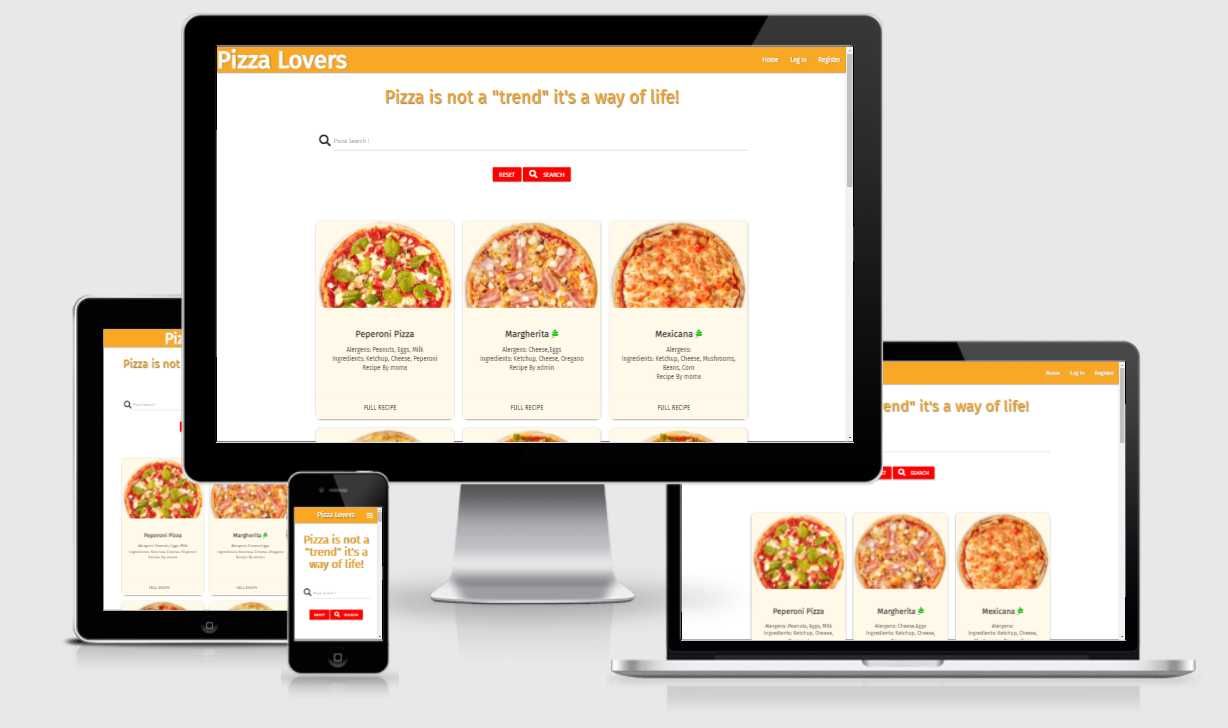 Pizza Lovers
Home Log In Register
Pizza is not a "trend" it's a way of life!
Pizza Search !
RESET SEARCH
Peperoni Pizza
Alergens: Peanuts, Eggs, Milk
Ingredients: Ketchup, Cheese, Peperoni
Recipe By moma
FULL RECIPE
Margherita
Alergens: Cheese,Eggs
Ingredients: Ketchup, Cheese, Oregano
Recipe By admin
FULL RECIPE
Mexicana
Alergens:
Ingredients: Ketchup, Cheese, Mushrooms,
Beans, Corn
Recipe By moma
FULL RECIPE
Piz
Pizza is not
Pizza Search !
Peperoni Pizza
Alergens: Peanuts, Eggs, Milk
Ingredients: Ketchup, Cheese, Peperoni
Recipe By moma
FULL RECIPE
Margherita
Alergens: Cheese,Eggs
Ingredients: Ketchup, Cheese, Oregano
Recipe By admin
FULL RECIPE
Pizza Lovers
Pizza is not a
"trend" it's a
way of life!
Pizza Search !
RESET SEARCH
Home Log In Register
end" it's a way of life!
ET SEARCH
Peperoni Pizza
Alergens: Peanuts, Eggs, Milk
Ingredients: Ketchup, Cheese,
Margherita
Alergens: Cheese,Eggs
Ingredients: Ketchup, Cheese,
Mexicana
Alergens:
Ingredients: Ketchup, Cheese,